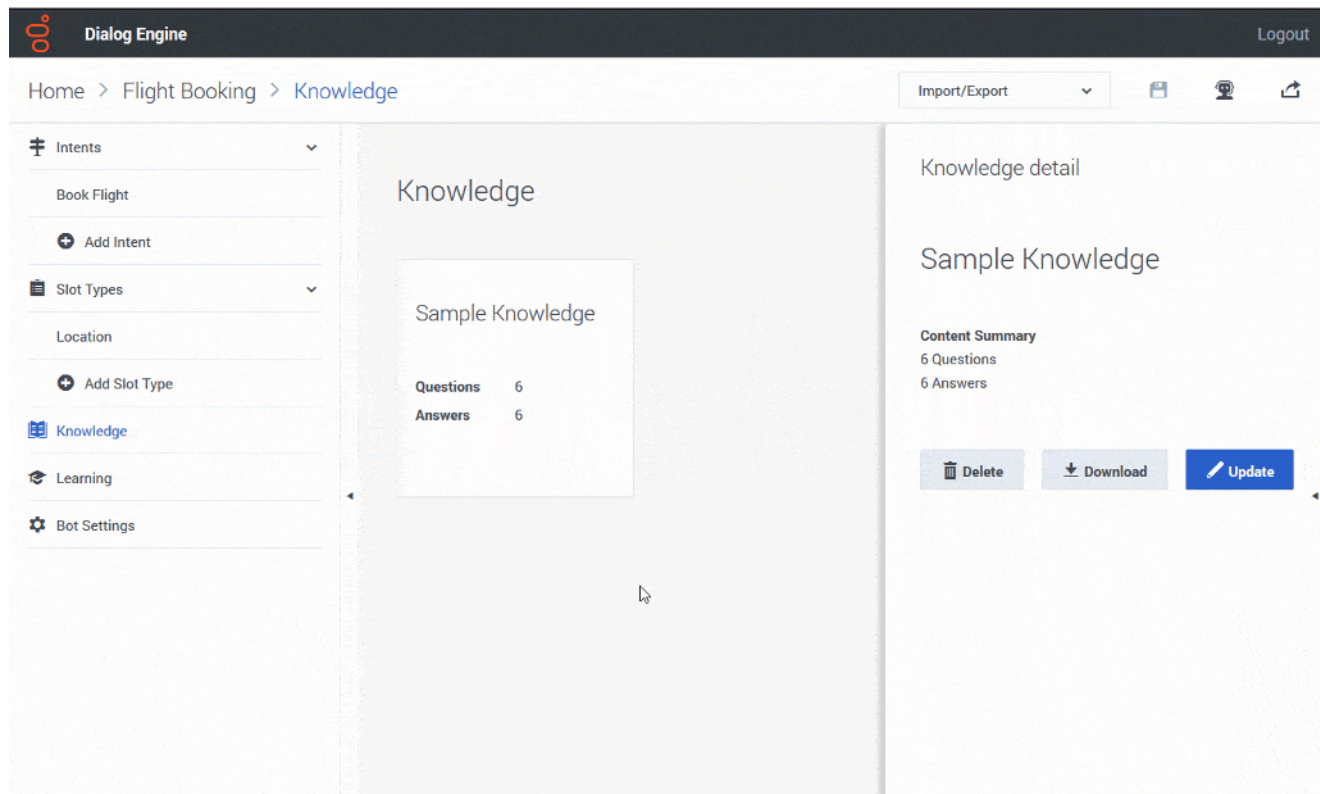 Dialog Engine
Logout
Home > Flight Booking > Knowledge
Import/Export
Intents
Book Flight
Add Intent
Slot Types
Location
Add Slot Type
Knowledge
Learning
Bot Settings
Knowledge
Sample Knowledge
Questions 6
Answers 6
Knowledge detail
Sample Knowledge
Content Summary
6 Questions
6 Answers
Delete
Download
Update